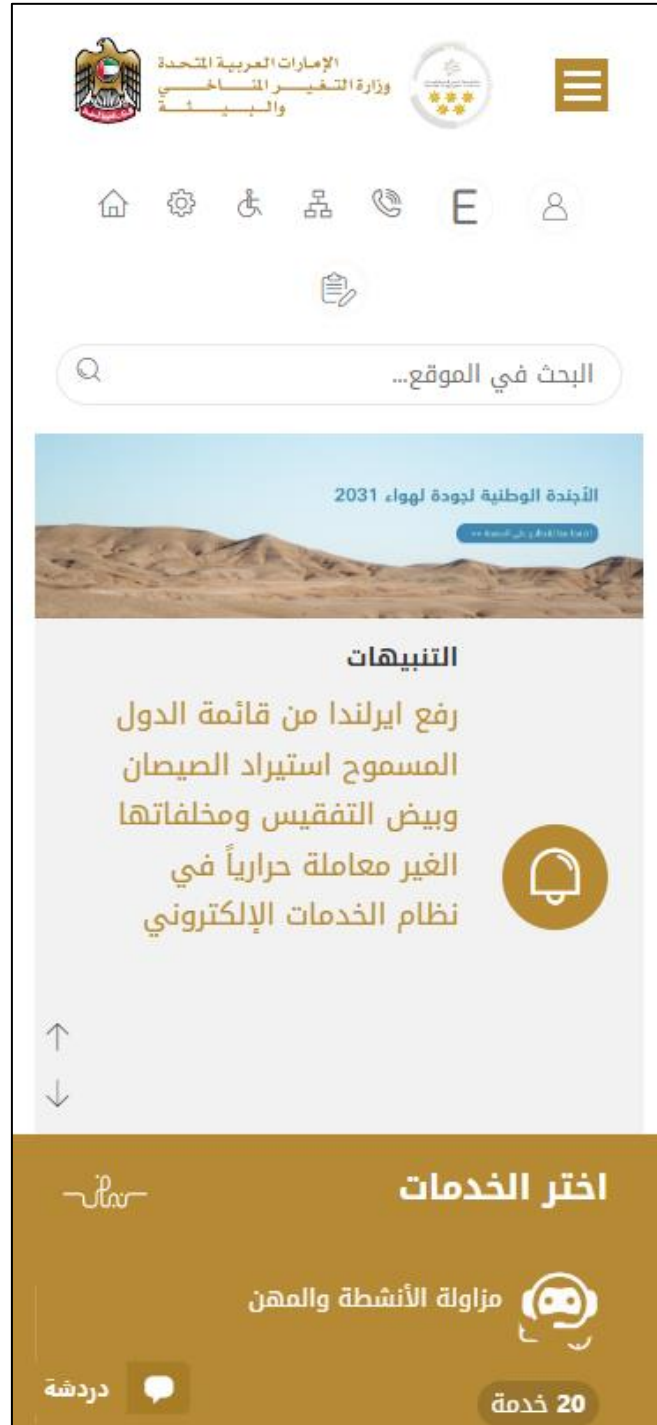 الإمارات العربية المتحدة
وزارة التغير المناخي
والبيئة
E
البحث في الموقع...
الأجندة الوطنية لجودة لهواء 2031
التنبيهات
رفع ايرلندا من قائمة الدول
المسموح استيراد الصيصان
وبيض التفقيس ومخلفاتها
الغير معاملة حرارياً في
نظام الخدمات الإلكتروني
اختر الخدمات
مزاولة الأنشطة والمهن
20 خدمة
دردشة